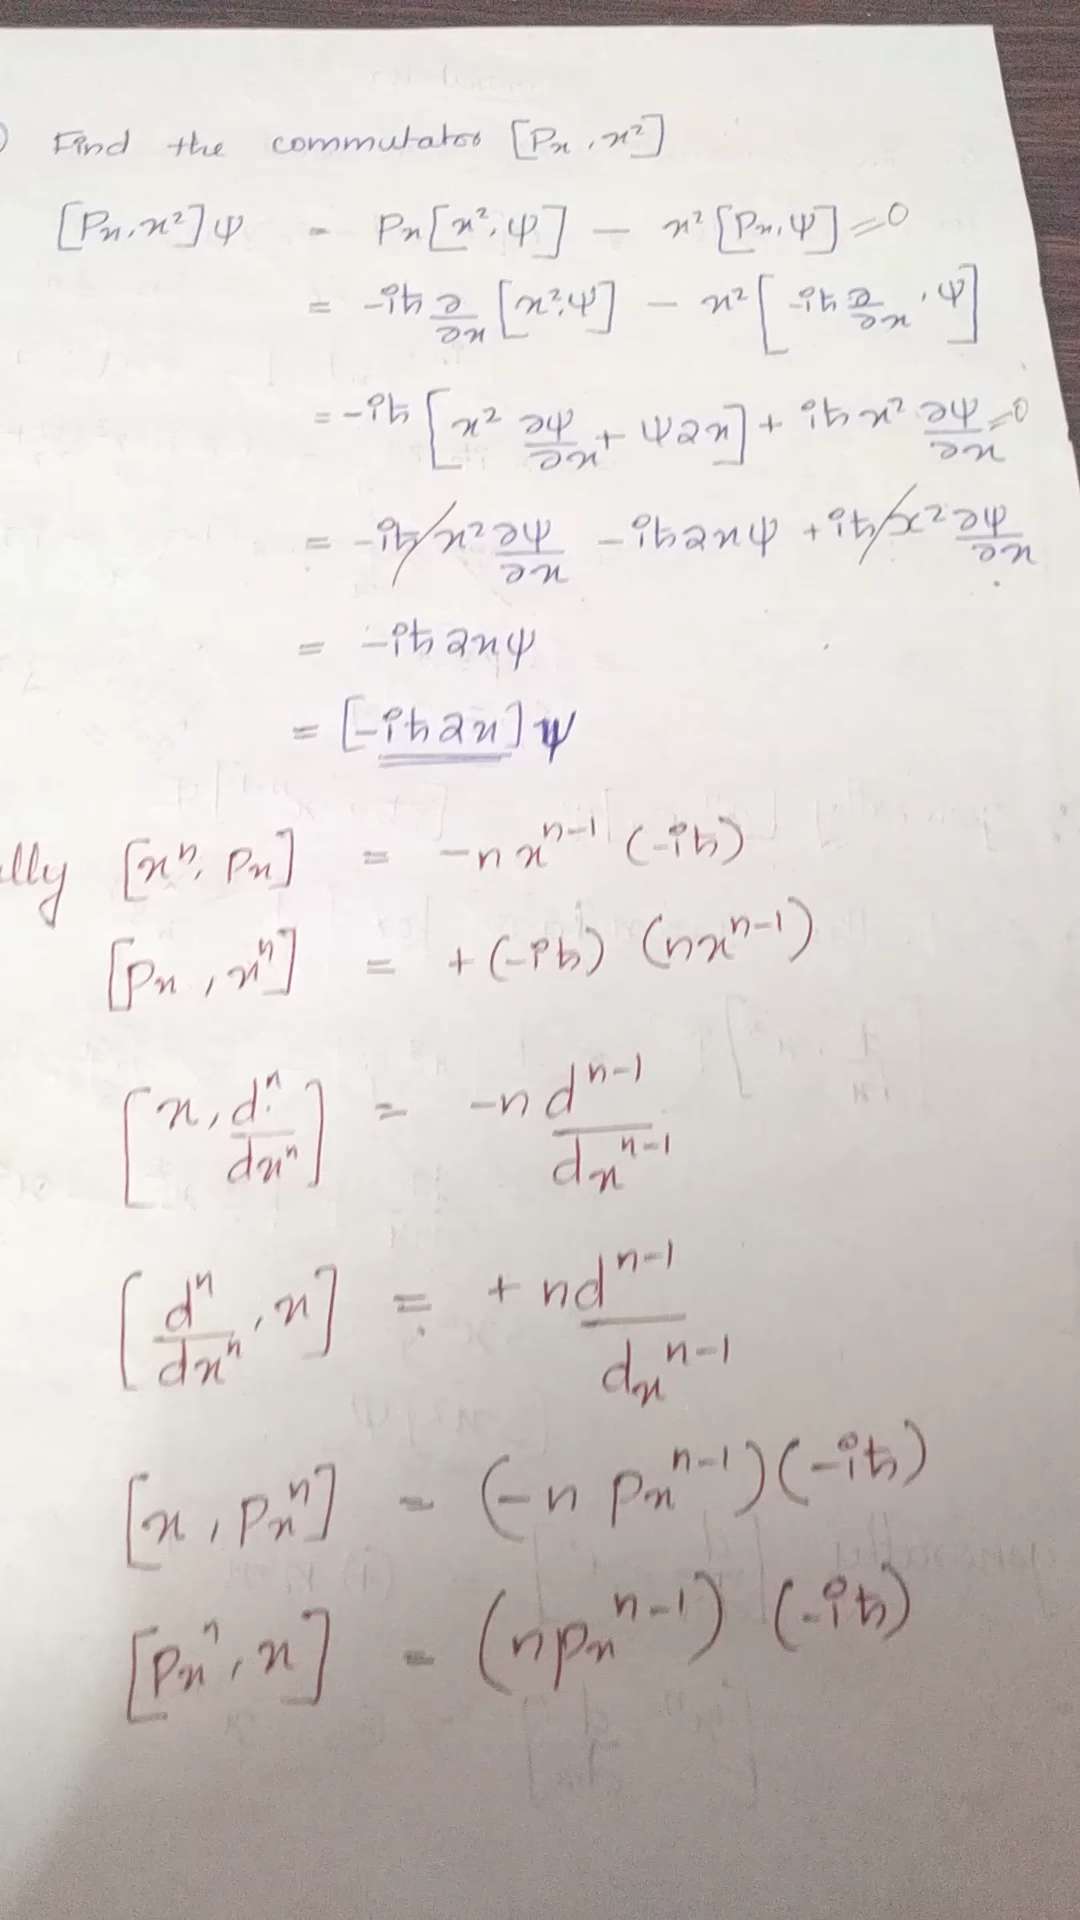 Find the commutator [Px, x²]
[Px, x²]ψ = Px[x², ψ] − x²[Px, ψ] = 0
= −iħ ∂/∂x [x², ψ] − x² [−iħ ∂/∂x, ψ]
= −iħ [x² ∂ψ/∂x + ψ2x] + iħ x² ∂ψ/∂x = 0
= −iħ x² ∂ψ/∂x − iħ2xψ + iħ x² ∂ψ/∂x
= −iħ2xψ
= [−iħ2x]ψ
lly [xⁿ, Px] = −n xⁿ⁻¹ (−iħ)
[Px, xⁿ] = +(−iħ) (nxⁿ⁻¹)
[x, dⁿ/dxⁿ] = −n dⁿ⁻¹/dxⁿ⁻¹
[dⁿ/dxⁿ, x] = + n dⁿ⁻¹/dxⁿ⁻¹
[x, Pxⁿ] = (−n Pxⁿ⁻¹)(−iħ)
[Pxⁿ, x] = (nPxⁿ⁻¹) (−iħ)